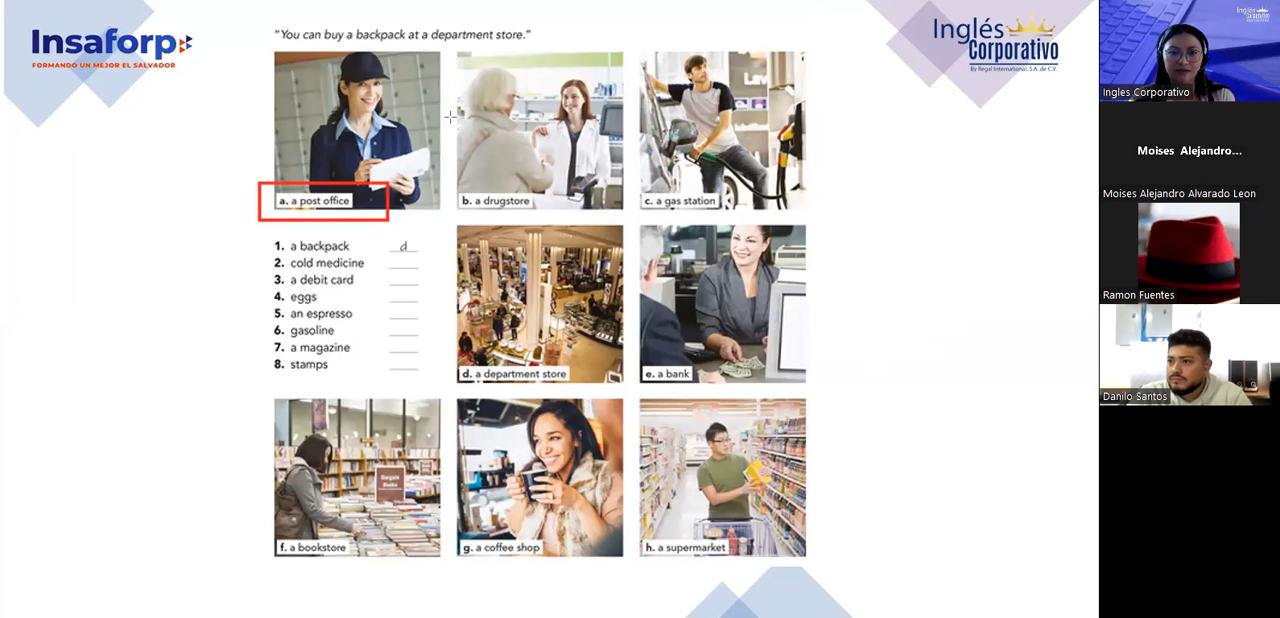 "You can buy a backpack at a department store."
Insaforp
FORMANDO UN MEJOR EL SALVADOR
Inglés
Corporativo
By Regal International, S.A. de C.V.
a. a post office
b. a drugstore
c. a gas station
1. a backpack d
2. cold medicine
3. a debit card
4. eggs
5. an espresso
6. gasoline
7. a magazine
8. stamps
d. a department store
e. a bank
Bargain
Books
f. a bookstore
g. a coffee shop
h. a supermarket
Ingles Corporativo
Moises Alejandro...
Moises Alejandro Alvarado Leon
Ramon Fuentes
Danilo Santos